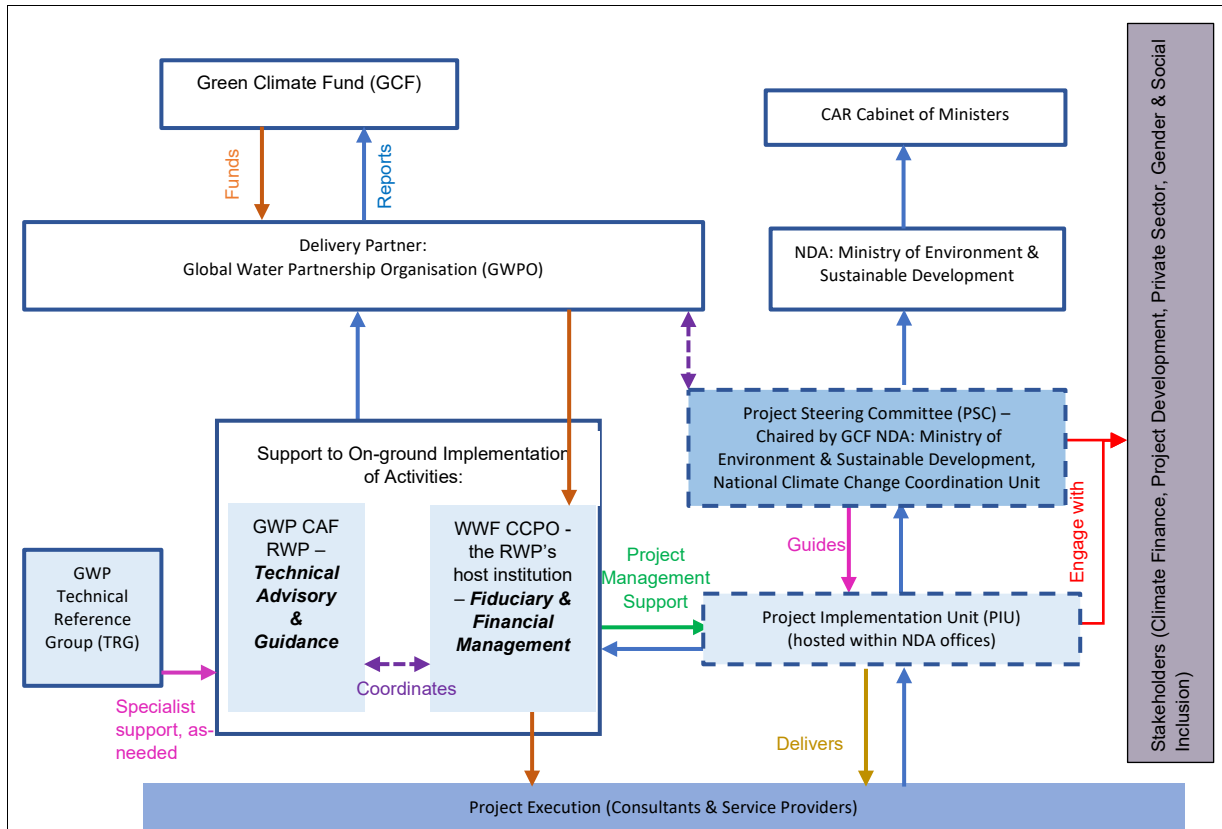 Green Climate Fund (GCF)
CAR Cabinet of Ministers
Funds
Reports
Delivery Partner:
Global Water Partnership Organisation (GWPO)
NDA: Ministry of Environment &
Sustainable Development
Project Steering Committee (PSC) –
Chaired by GCF NDA: Ministry of
Environment & Sustainable Development,
National Climate Change Coordination Unit
Support to On-ground Implementation
of Activities:
GWP CAF
RWP –
Technical
Advisory
&
Guidance
WWF CCPO -
the RWP’s
host institution
– Fiduciary &
Financial
Management
GWP
Technical
Reference
Group (TRG)
Project
Management
Support
Guides
Engage with
Project Implementation Unit (PIU)
(hosted within NDA offices)
Coordinates
Specialist
support, as-
needed
Delivers
Project Execution (Consultants & Service Providers)
Stakeholders (Climate Finance, Project Development, Private Sector, Gender & Social
Inclusion)